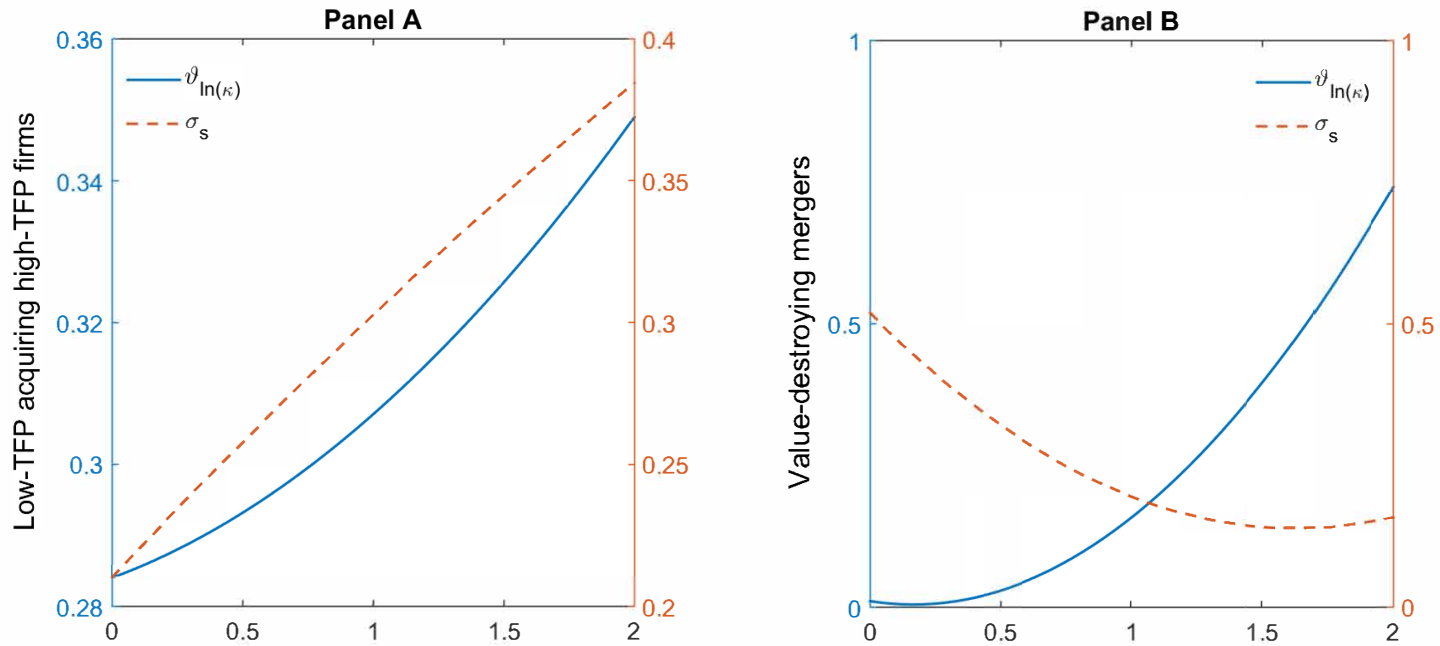 Panel A
Low-TFP acquiring high-TFP firms
0.36
0.34
0.32
0.3
0.28
ϑ_ln(κ)
σ_s
0.4
0.35
0.3
0.25
0.2
0 0.5 1 1.5 2
Panel B
Value-destroying mergers
1
0.5
0
ϑ_ln(κ)
σ_s
1
0.5
0
0 0.5 1 1.5 2